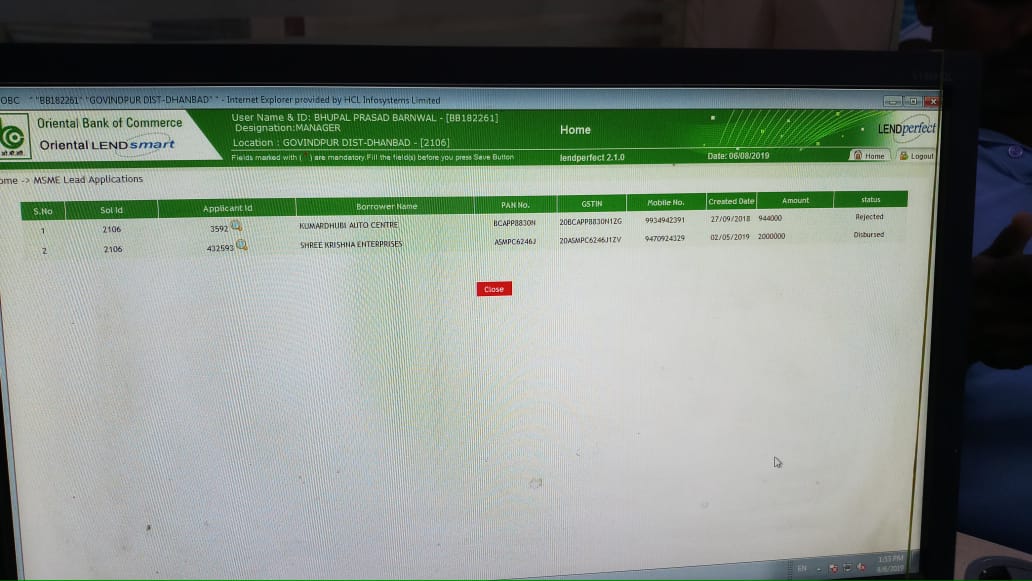 OBC - "BB182261" "GOVINDPUR DIST-DHANBAD" " - Internet Explorer provided by HCL Infosystems Limited
Oriental Bank of Commerce
Oriental LENDsmart
User Name & ID: BHUPAL PRASAD BARNWAL - [BB182261]
Designation:MANAGER
Location : GOVINDPUR DIST-DHANBAD - [2106]
Fields marked with ( ) are mandatory.Fill the field(s) before you press Save Button
Home
lendperfect 2.1.0
Date: 06/08/2019
LENDperfect
Home Logout
ome -> MSME Lead Applications
S.No Sol Id Applicant Id Borrower Name PAN No. GSTIN Mobile No. Created Date Amount status
1 2106 3592 KUMARDHUBI AUTO CENTRE BCAPP8830N 20BCAPP8830N1ZG 9934942391 27/09/2018 944000 Rejected
2 2106 432593 SHREE KRISHNA ENTERPRISES ASMPC6246J 20ASMPC6246J1ZV 9470924329 02/05/2019 2000000 Disbursed
Close
EN
1:53 PM
8/6/2019